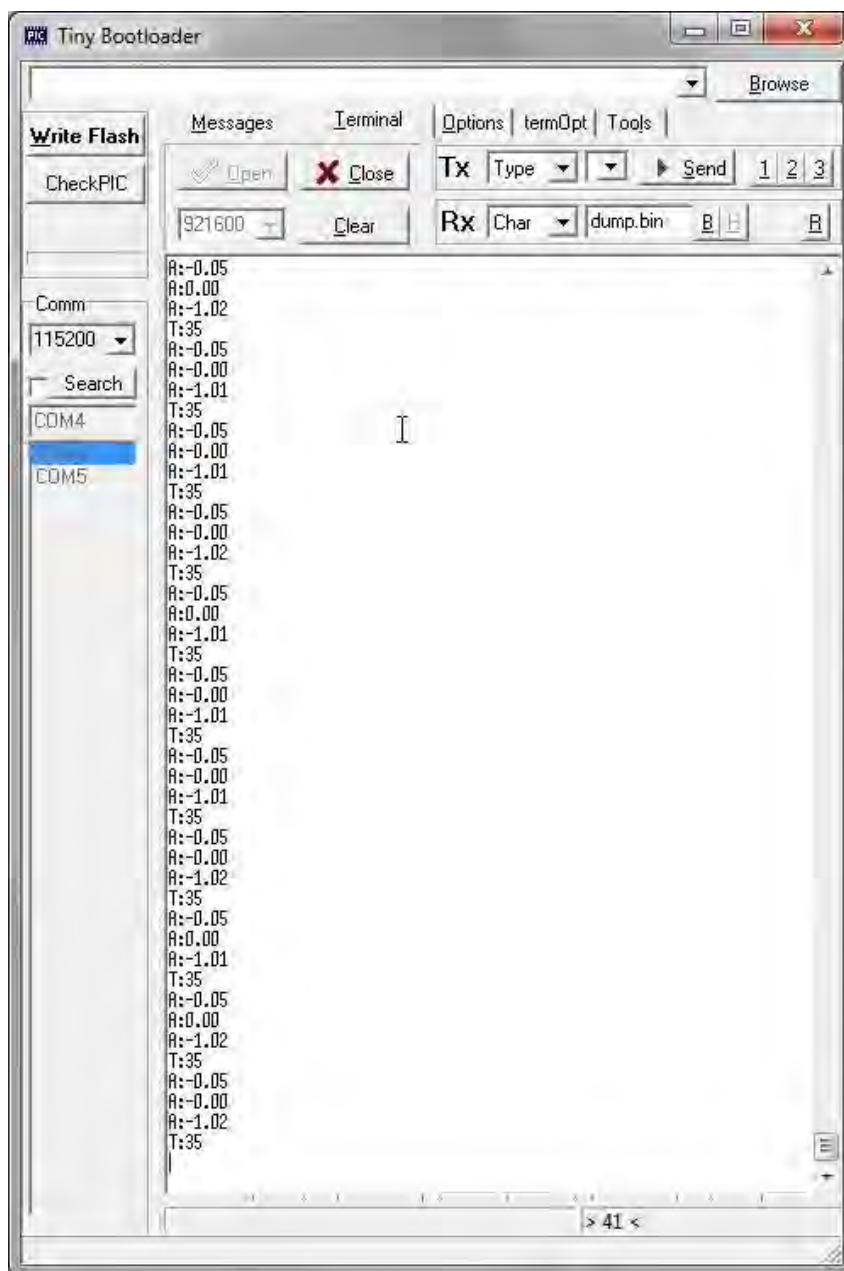 PIC Tiny Bootloader
Browse
Write Flash
Messages Terminal Options termOpt Tools
CheckPIC
Open Close Tx Type Send 1 2 3
921600 Clear Rx Char dump.bin B H R
Comm
115200
Search
COM4
COM5
A:-0.05
A:0.00
A:-1.02
T:35
A:-0.05
A:-0.00
A:-1.01
T:35
A:-0.05
A:-0.00
A:-1.01
T:35
A:-0.05
A:-0.00
A:-1.02
T:35
A:-0.05
A:0.00
A:-1.01
T:35
A:-0.05
A:-0.00
A:-1.01
T:35
A:-0.05
A:-0.00
A:-1.01
T:35
A:-0.05
A:-0.00
A:-1.02
T:35
A:-0.05
A:0.00
A:-1.01
T:35
A:-0.05
A:0.00
A:-1.02
T:35
A:-0.05
A:-0.00
A:-1.02
T:35
> 41 <